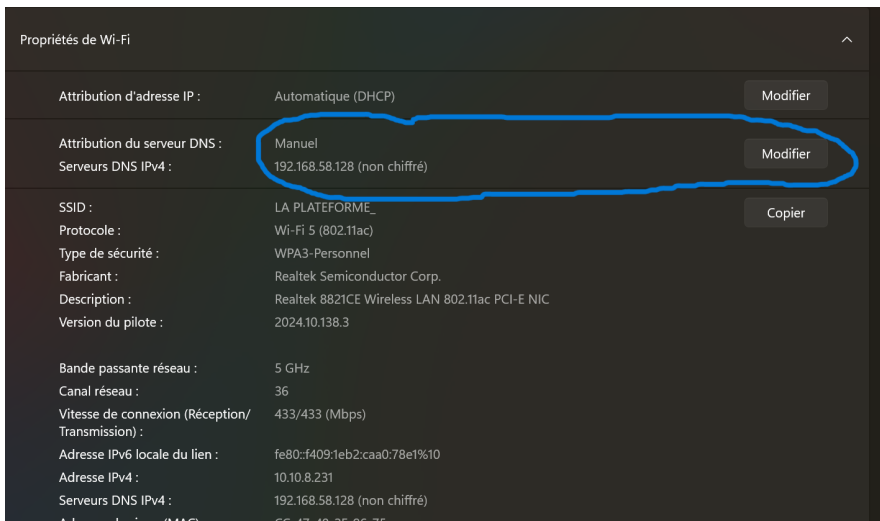 Propriétés de Wi-Fi
Attribution d'adresse IP : Automatique (DHCP) Modifier
Attribution du serveur DNS : Manuel Modifier
Serveurs DNS IPv4 : 192.168.58.128 (non chiffré)
SSID : LA PLATEFORME_ Copier
Protocole : Wi-Fi 5 (802.11ac)
Type de sécurité : WPA3-Personnel
Fabricant : Realtek Semiconductor Corp.
Description : Realtek 8821CE Wireless LAN 802.11ac PCI-E NIC
Version du pilote : 2024.10.138.3
Bande passante réseau : 5 GHz
Canal réseau : 36
Vitesse de connexion (Réception/ 433/433 (Mbps)
Transmission) :
Adresse IPv6 locale du lien : fe80::f409:1eb2:caa0:78e1%10
Adresse IPv4 : 10.10.8.231
Serveurs DNS IPv4 : 192.168.58.128 (non chiffré)